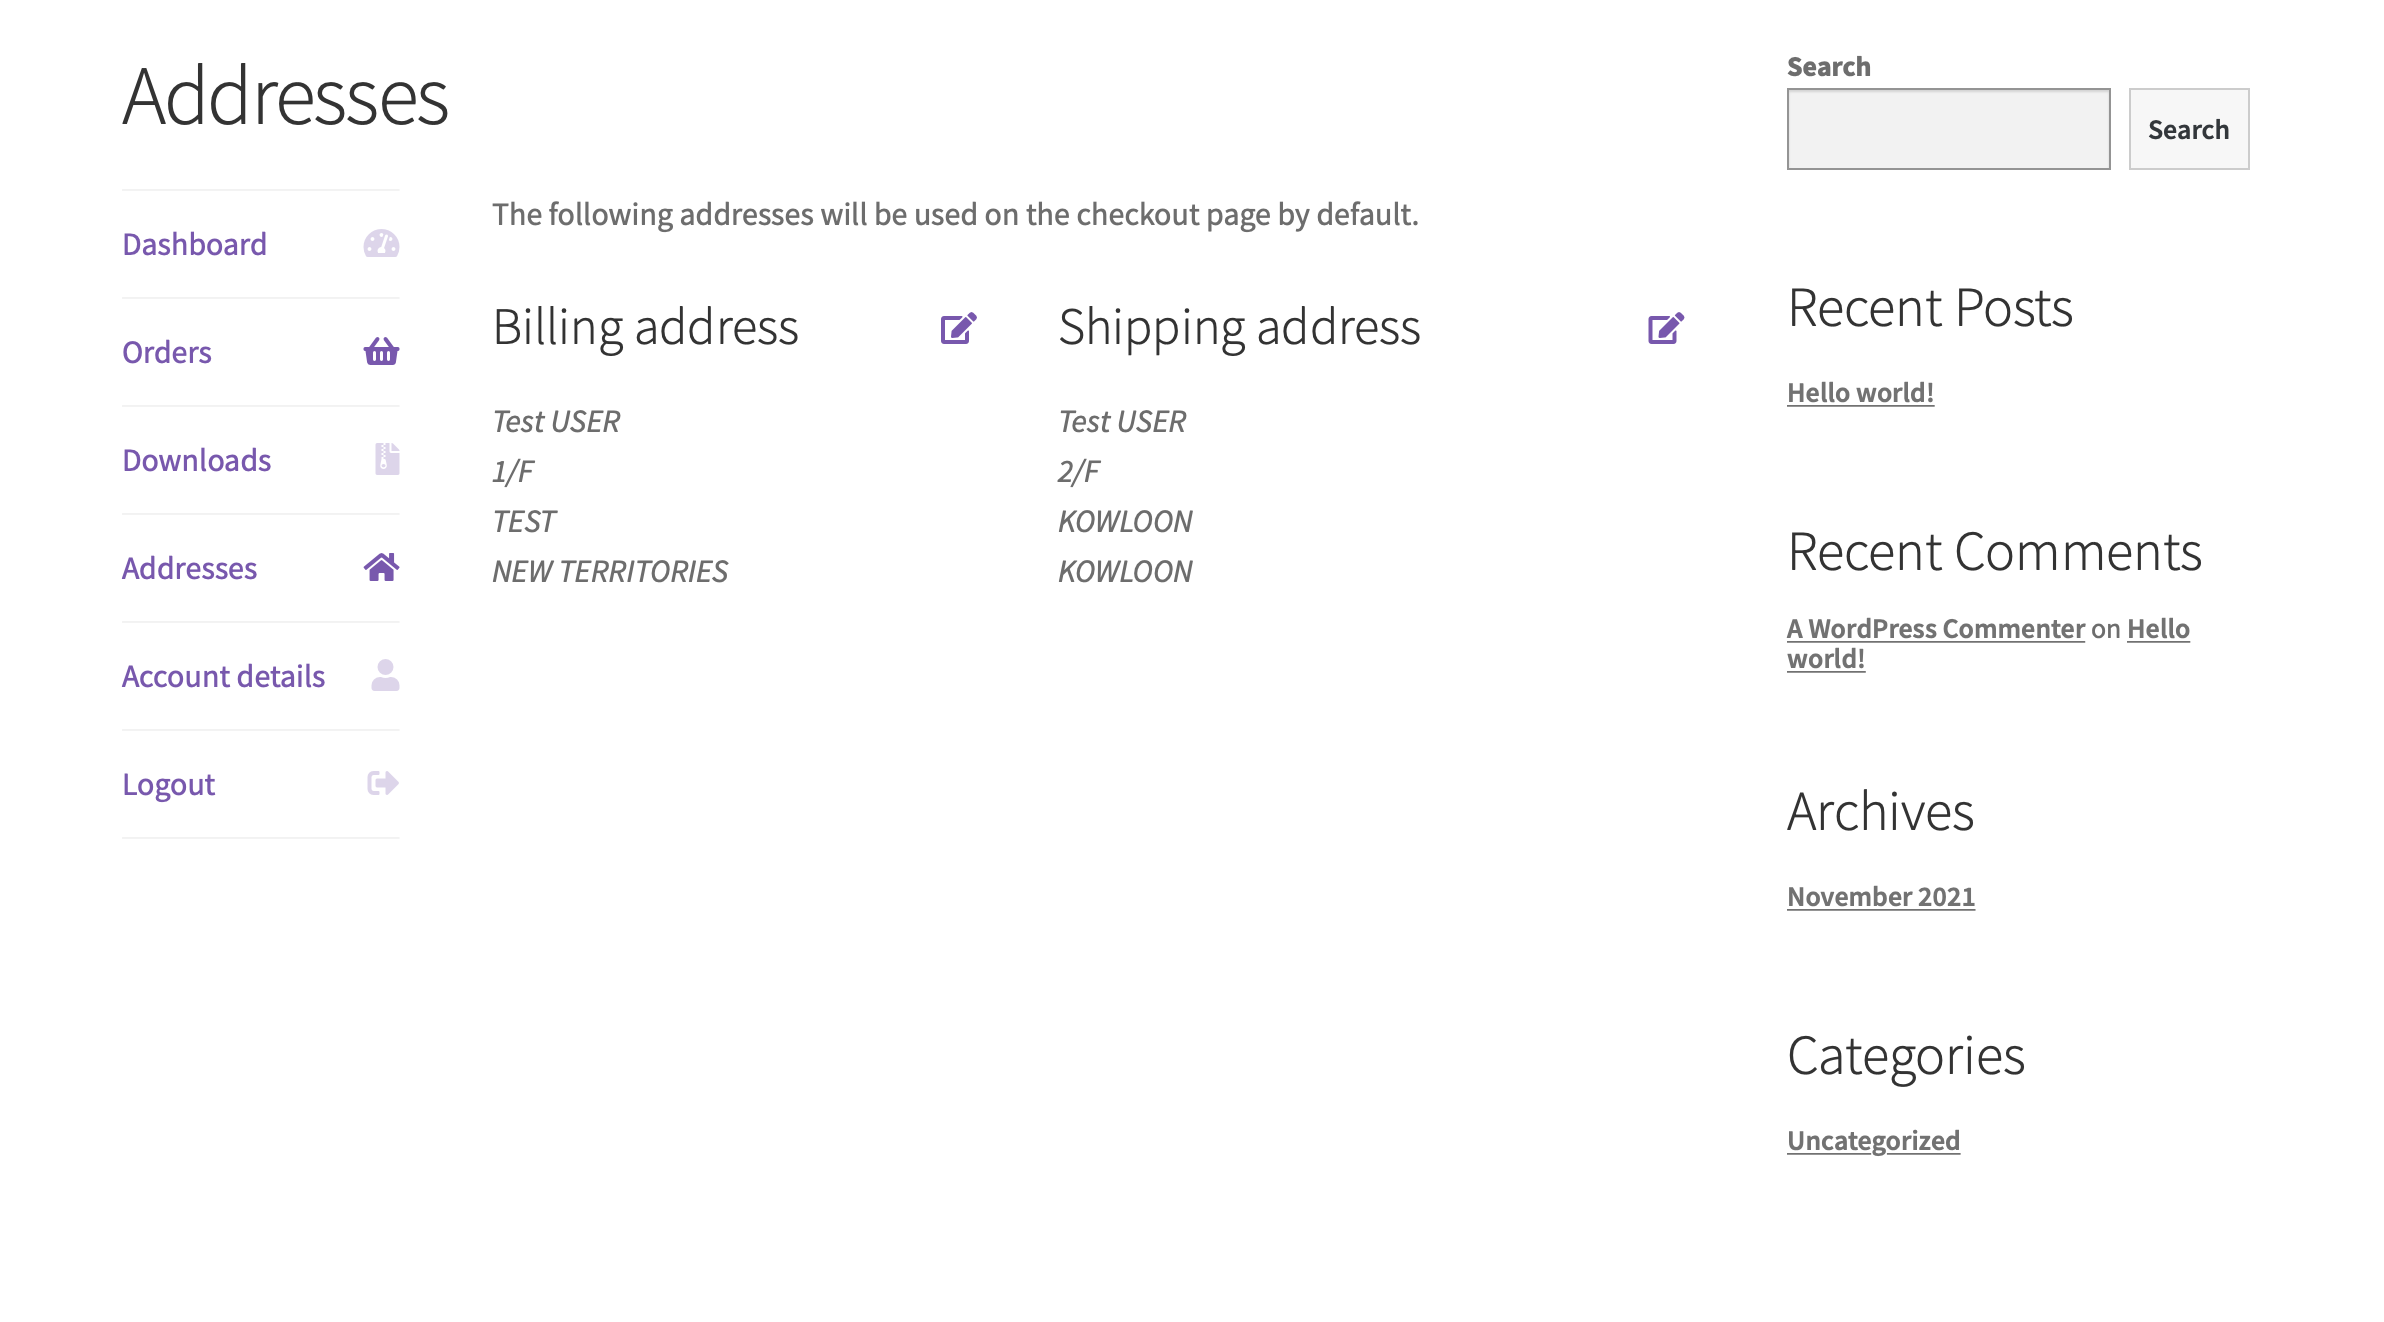 Addresses
Dashboard
Orders
Downloads
Addresses
Account details
Logout
The following addresses will be used on the checkout page by default.
Billing address
Test USER
1/F
TEST
NEW TERRITORIES
Shipping address
Test USER
2/F
KOWLOON
KOWLOON
Search
Search
Recent Posts
Hello world!
Recent Comments
A WordPress Commenter on Hello
world!
Archives
November 2021
Categories
Uncategorized